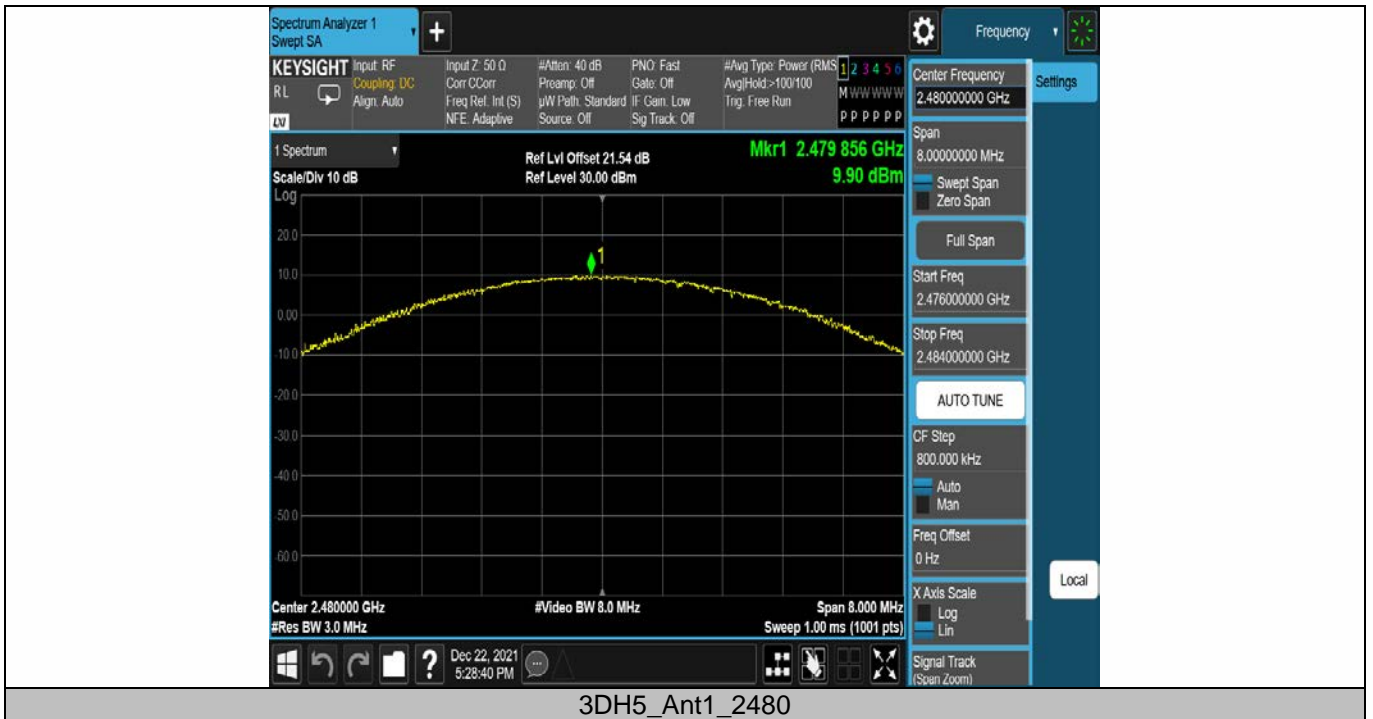 Spectrum Analyzer 1
Swept SA
+
Frequency
KEYSIGHT
RL
LV
Input: RF
Coupling: DC
Align: Auto
Input Z: 50 Ω
Corr CCorr
Freq Ref: Int (S)
NFE: Adaptive
#Atten: 40 dB
Preamp: Off
µW Path: Standard
Source: Off
PNO: Fast
Gate: Off
IF Gain: Low
Sig Track: Off
#Avg Type: Power (RMS
Avg|Hold:>100/100
Trig: Free Run
1 2 3 4 5 6
M W W W W W
P P P P P P
1 Spectrum
Scale/Div 10 dB
Log
Ref Lvl Offset 21.54 dB
Ref Level 30.00 dBm
Mkr1 2.479 856 GHz
9.90 dBm
1
20.0
10.0
0.00
-10.0
-20.0
-30.0
-40.0
-50.0
-60.0
Center 2.480000 GHz
#Res BW 3.0 MHz
#Video BW 8.0 MHz
Span 8.000 MHz
Sweep 1.00 ms (1001 pts)
?
Dec 22, 2021
5:28:40 PM
Center Frequency
2.480000000 GHz
Span
8.00000000 MHz
Swept Span
Zero Span
Full Span
Start Freq
2.476000000 GHz
Stop Freq
2.484000000 GHz
AUTO TUNE
CF Step
800.000 kHz
Auto
Man
Freq Offset
0 Hz
X Axis Scale
Log
Lin
Signal Track
(Span Zoom)
Settings
Local
3DH5_Ant1_2480